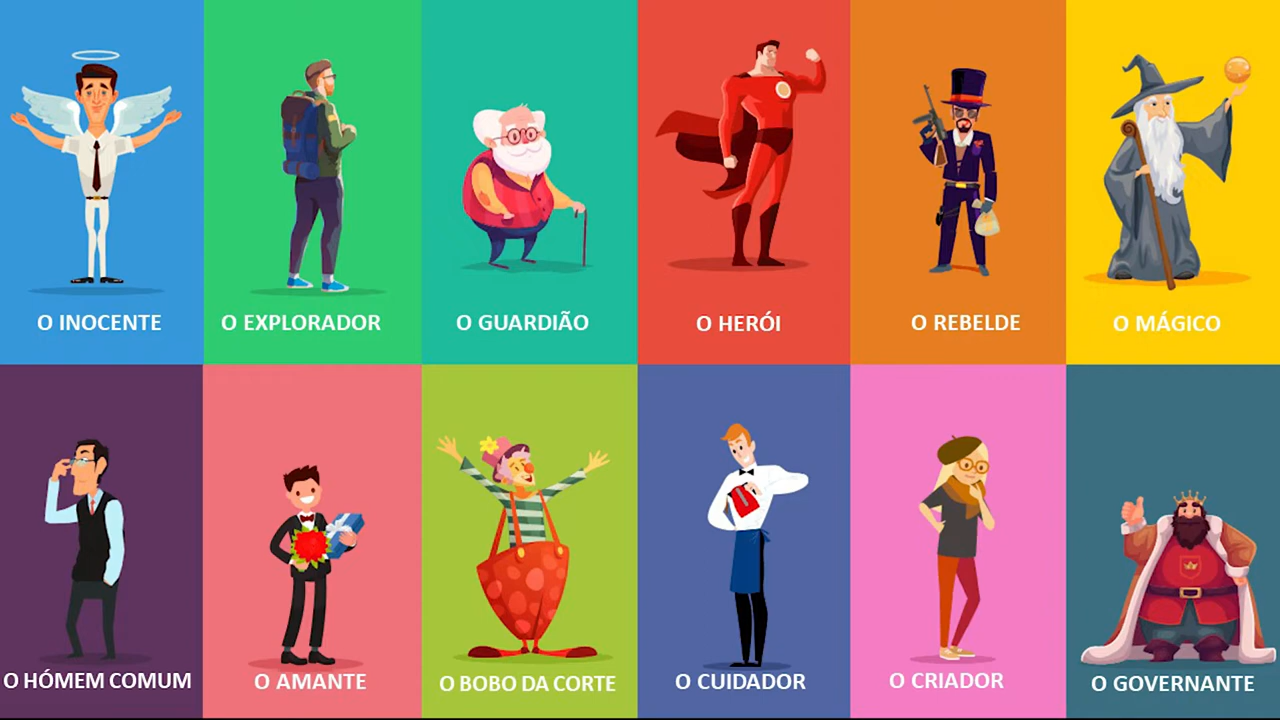 O INOCENTE
O EXPLORADOR
O GUARDIÃO
O HERÓI
O REBELDE
O MÁGICO
O HÓMEM COMUM
O AMANTE
O BOBO DA CORTE
O CUIDADOR
O CRIADOR
O GOVERNANTE